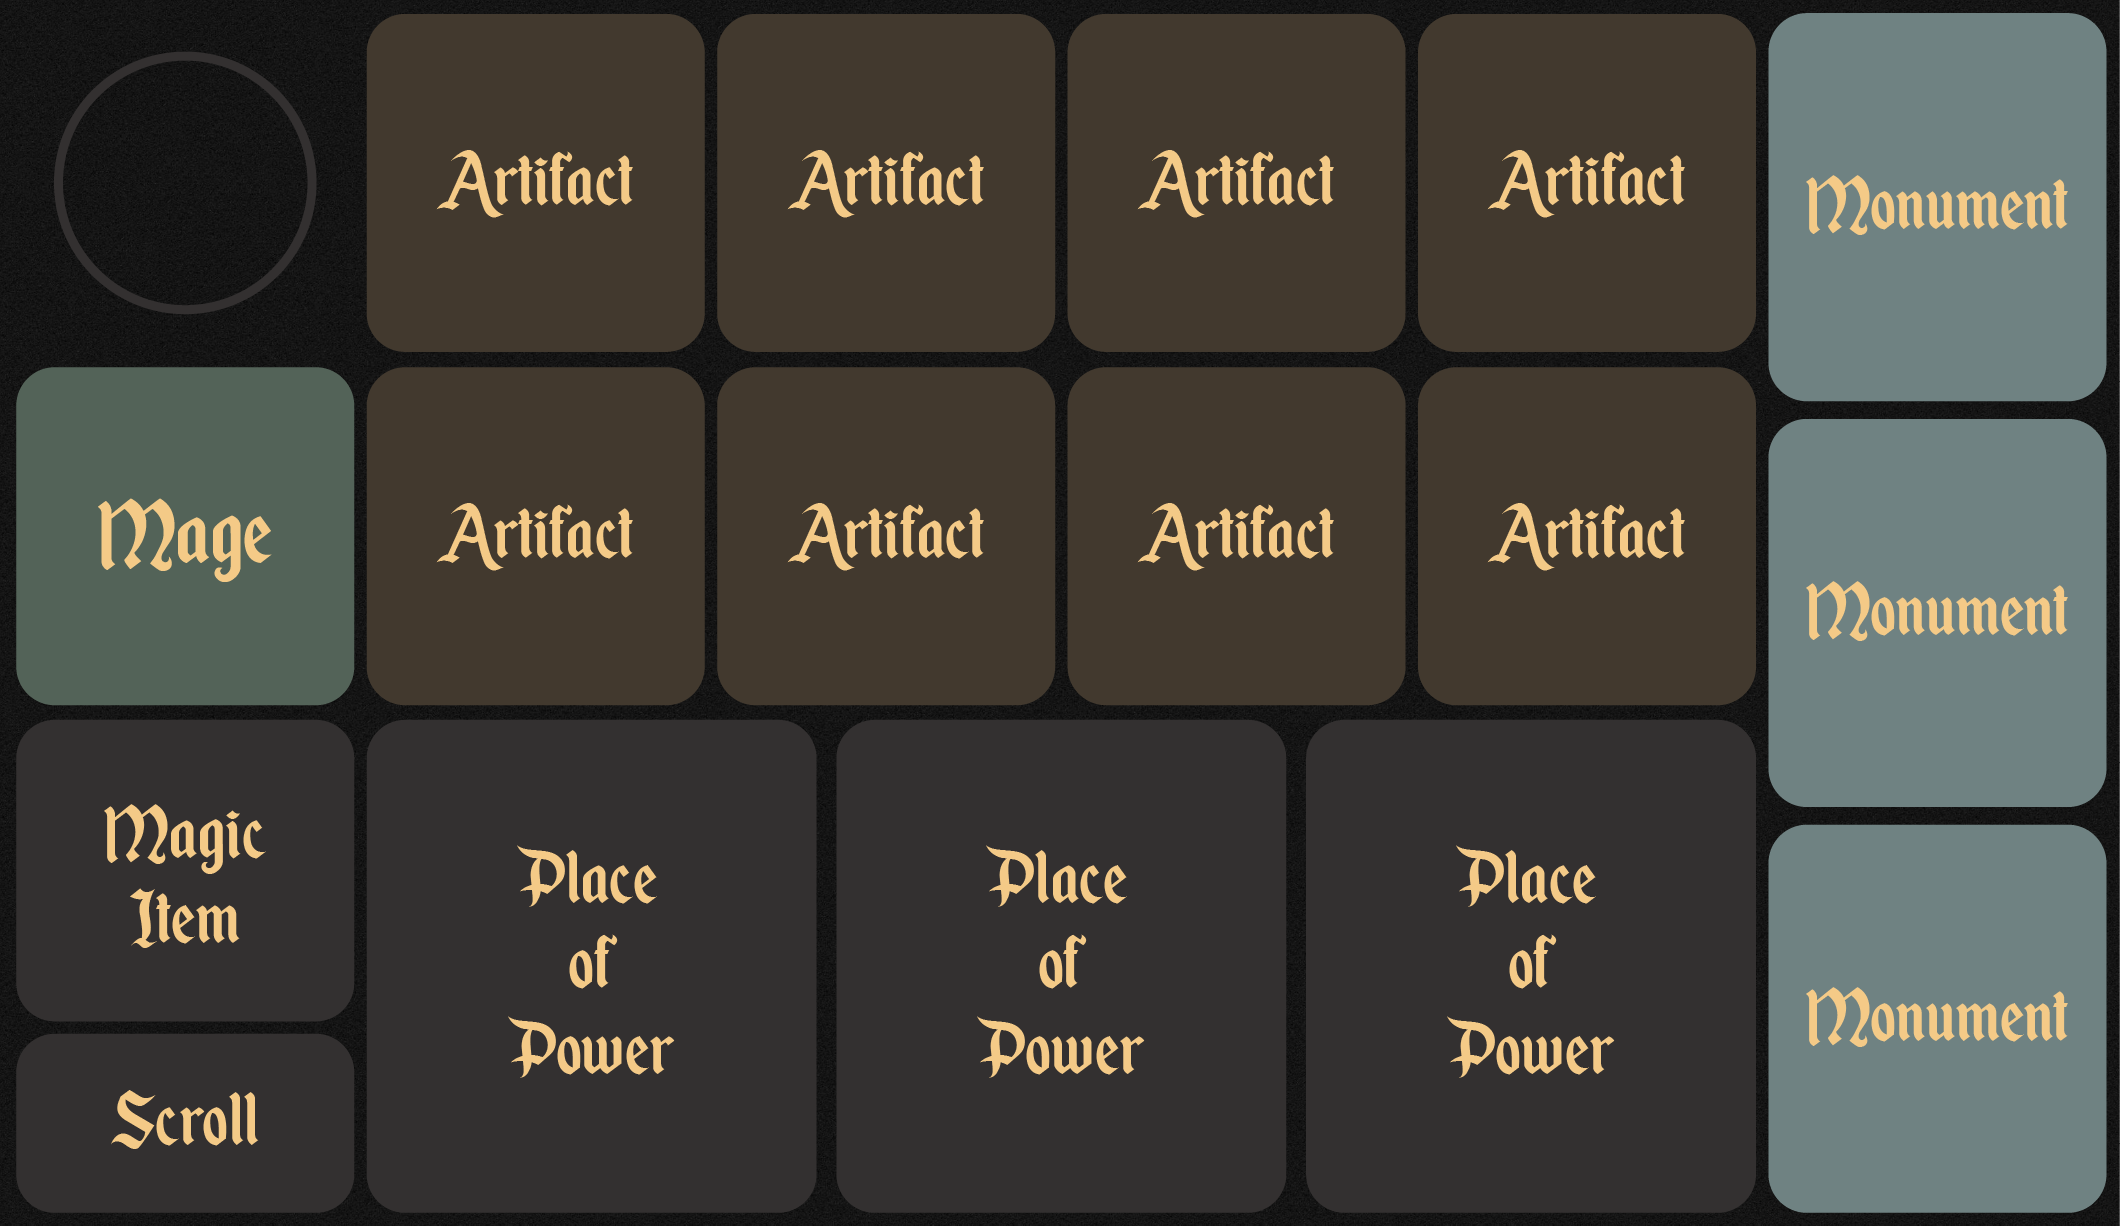 Artifact
Artifact
Artifact
Artifact
Monument
Mage
Artifact
Artifact
Artifact
Artifact
Monument
Magic
Item
Place
of
Power
Place
of
Power
Place
of
Power
Monument
Scroll